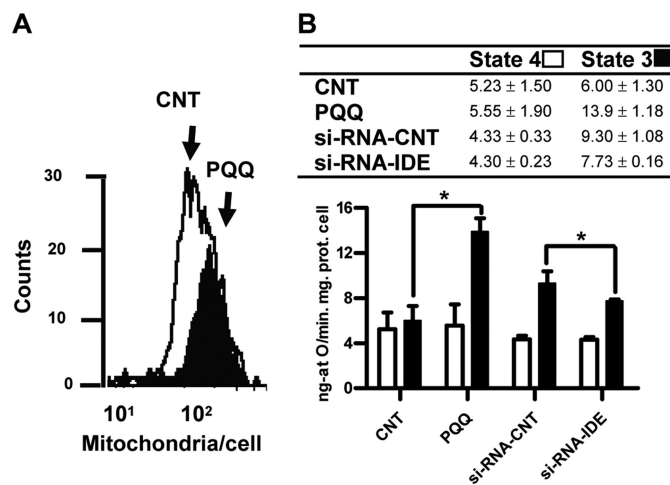 A
CNT
PQQ
30
20
10
0
Counts
10¹ 10²
Mitochondria/cell
B
State 4 State 3
CNT 5.23 ± 1.50 6.00 ± 1.30
PQQ 5.55 ± 1.90 13.9 ± 1.18
si-RNA-CNT 4.33 ± 0.33 9.30 ± 1.08
si-RNA-IDE 4.30 ± 0.23 7.73 ± 0.16
ng-at O/min. mg. prot. cell
16
12
8
4
0
* *
CNT
PQQ
si-RNA-CNT
si-RNA-IDE